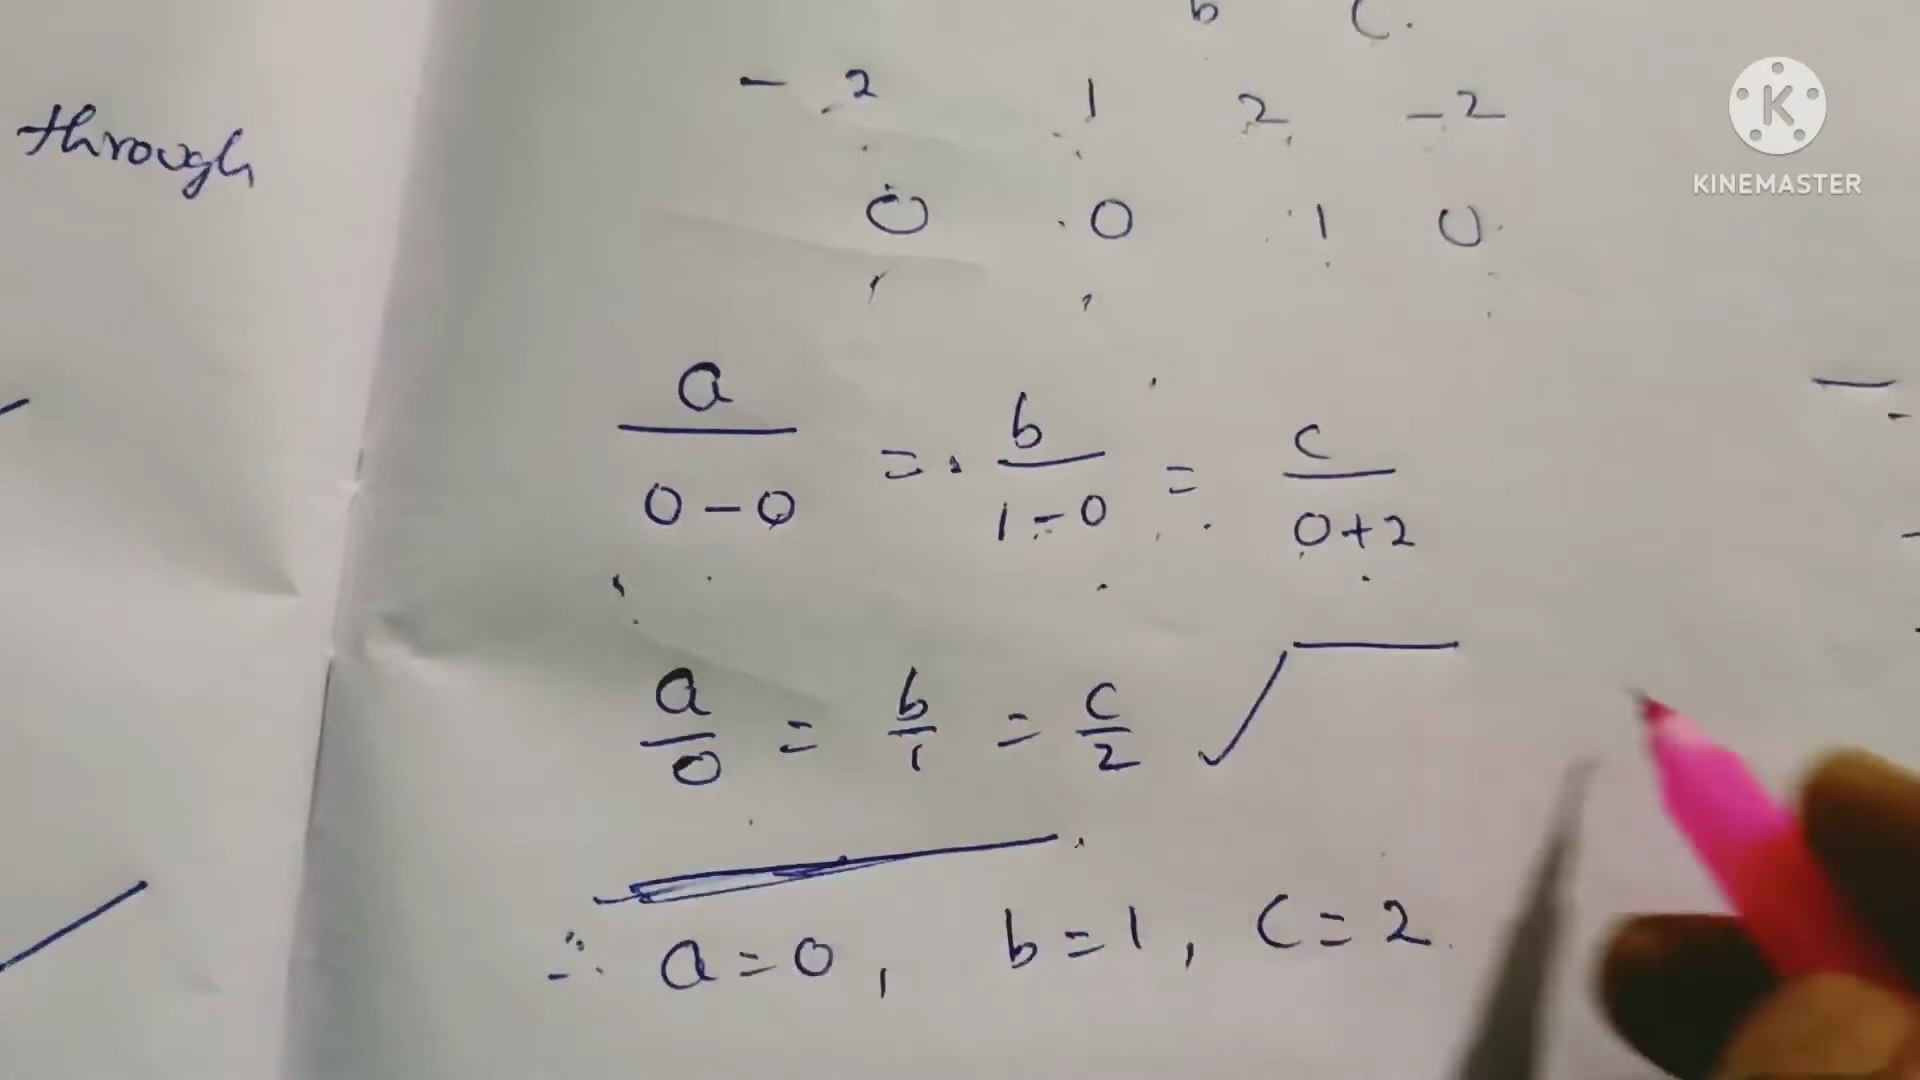 b c.
- 2 1 2 -2
through
KINEMASTER
0 0 1 0
a/0-0 = b/1-0 = c/0+2
a/0 = b/1 = c/2
∴ a=0, b=1, c=2.